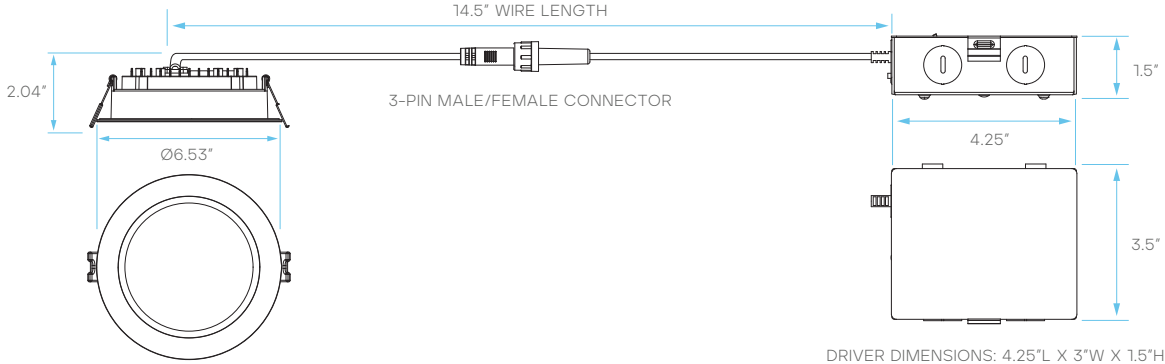 14.5" WIRE LENGTH
2.04"
1.5"
3-PIN MALE/FEMALE CONNECTOR
4.25"
Ø6.53"
3.5"
DRIVER DIMENSIONS: 4.25"L X 3"W X 1.5"H